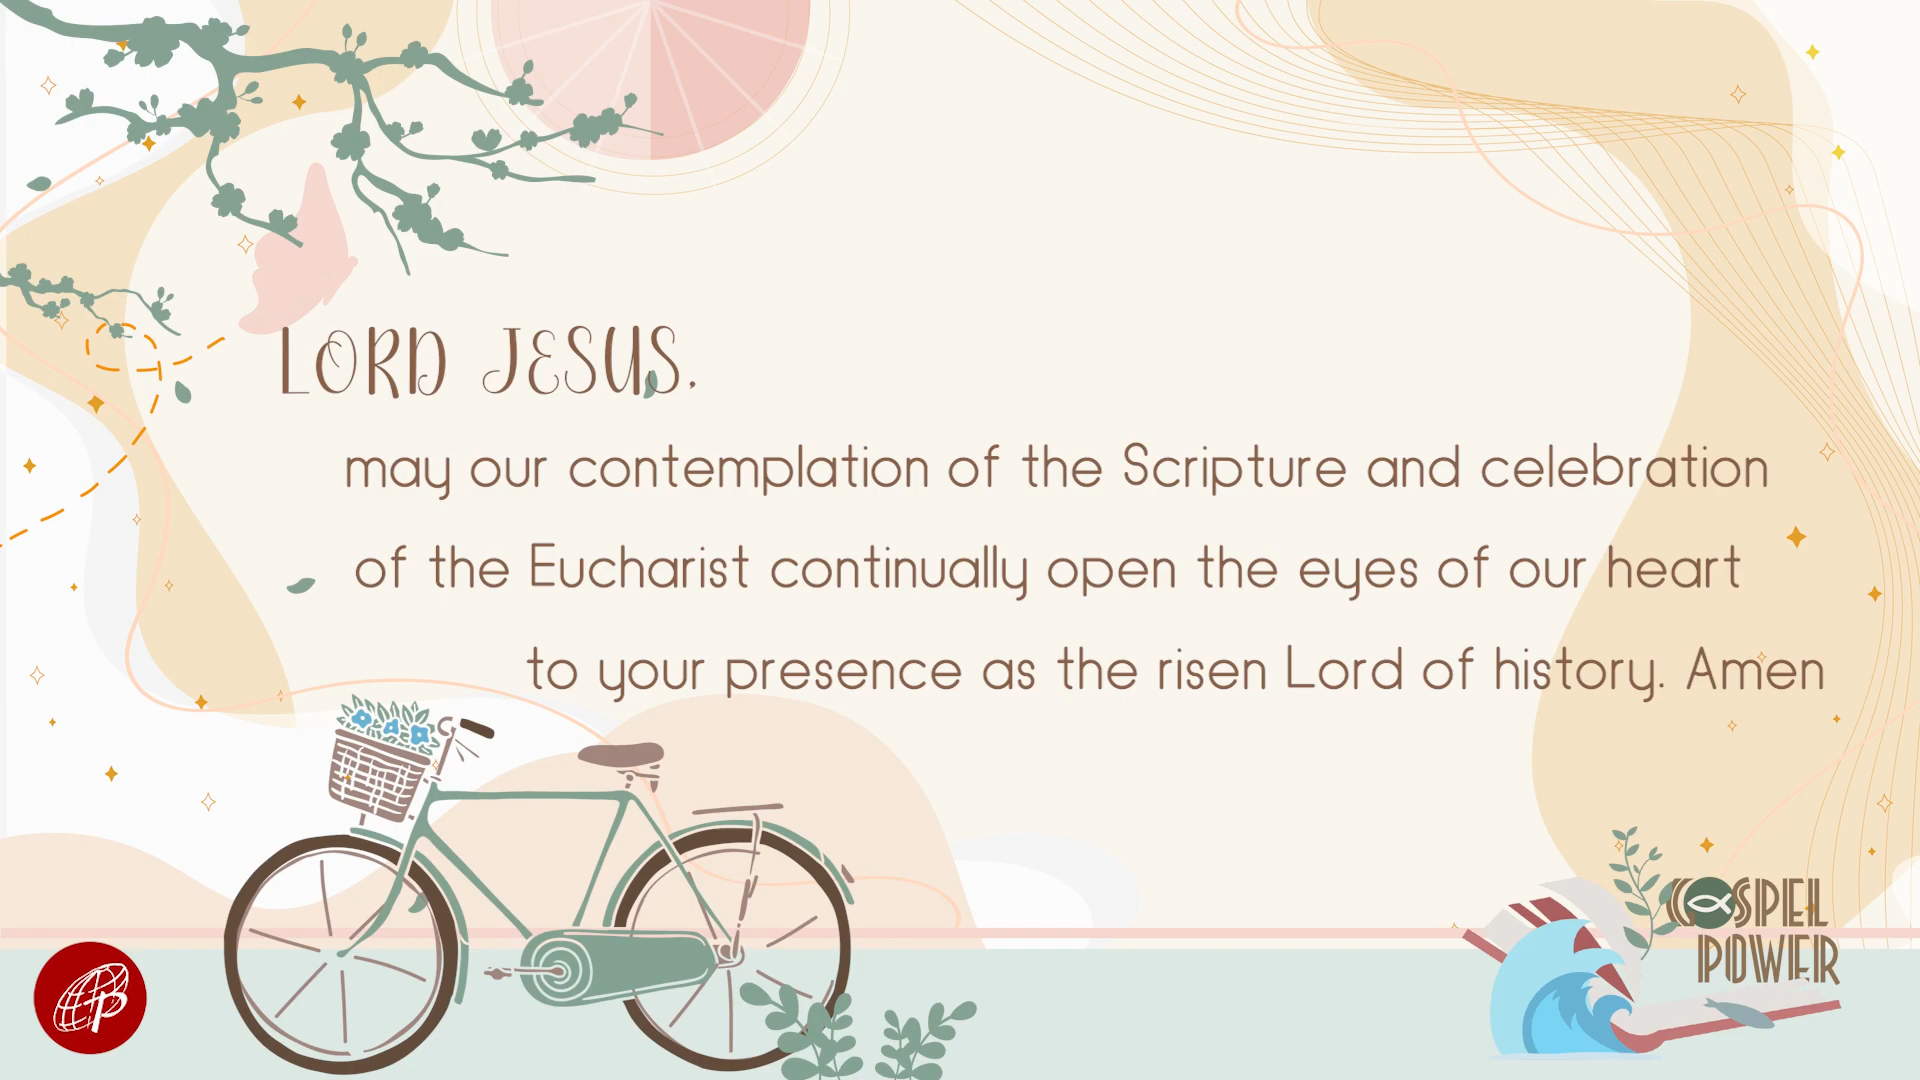 LORD JESUS,
may our contemplation of the Scripture and celebration
of the Eucharist continually open the eyes of our heart
to your presence as the risen Lord of history. Amen
GOSPEL
POWER